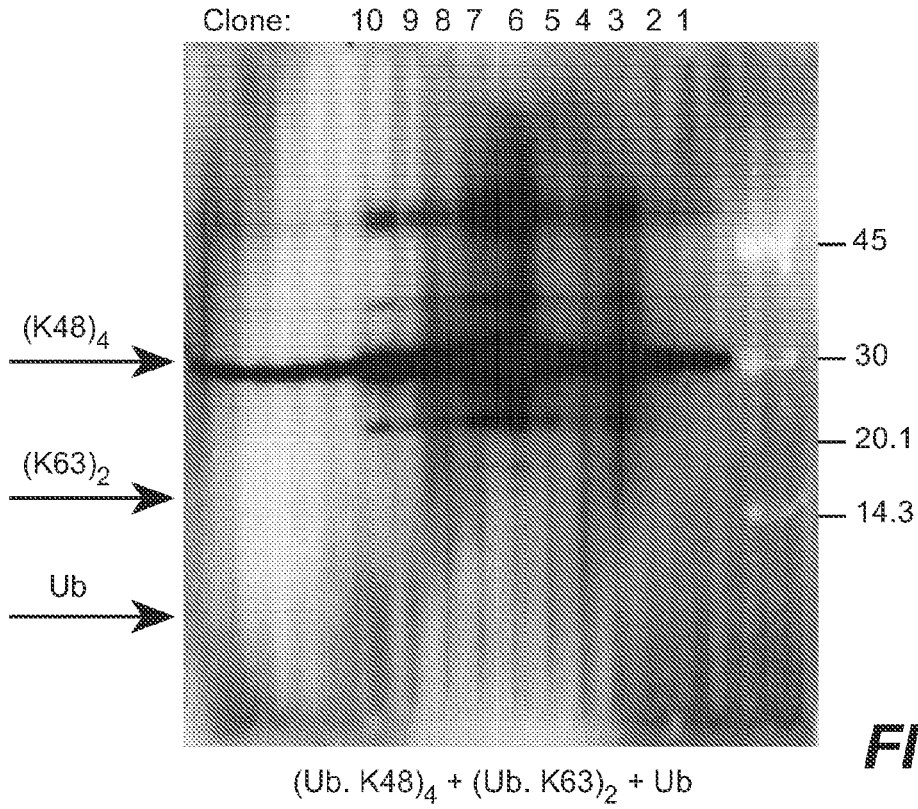 Clone: 10 9 8 7 6 5 4 3 2 1
45
(K48)4
30
20.1
(K63)2
14.3
Ub
FI
(Ub. K48)4 + (Ub. K63)2 + Ub